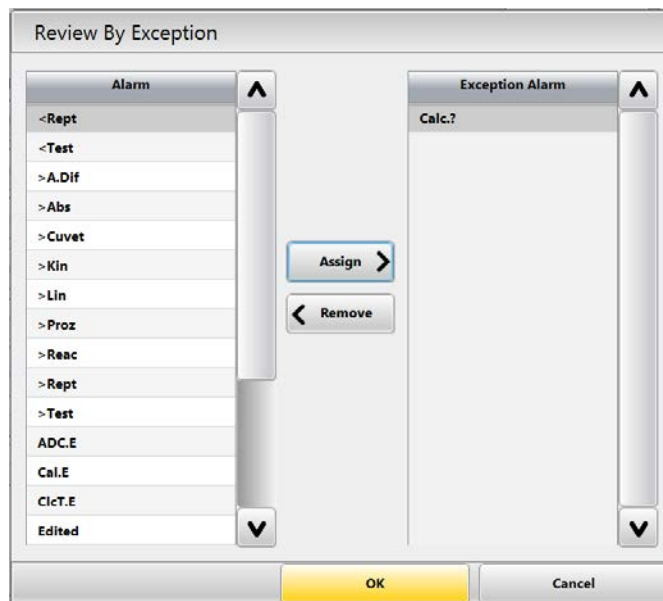 Review By Exception
Alarm
<Rept
<Test
>A.Dif
>Abs
>Cuvet
>Kin
>Lin
>Proz
>Reac
>Rept
>Test
ADC.E
Cal.E
ClcT.E
Edited
Assign
Remove
Exception Alarm
Calc.?
OK
Cancel